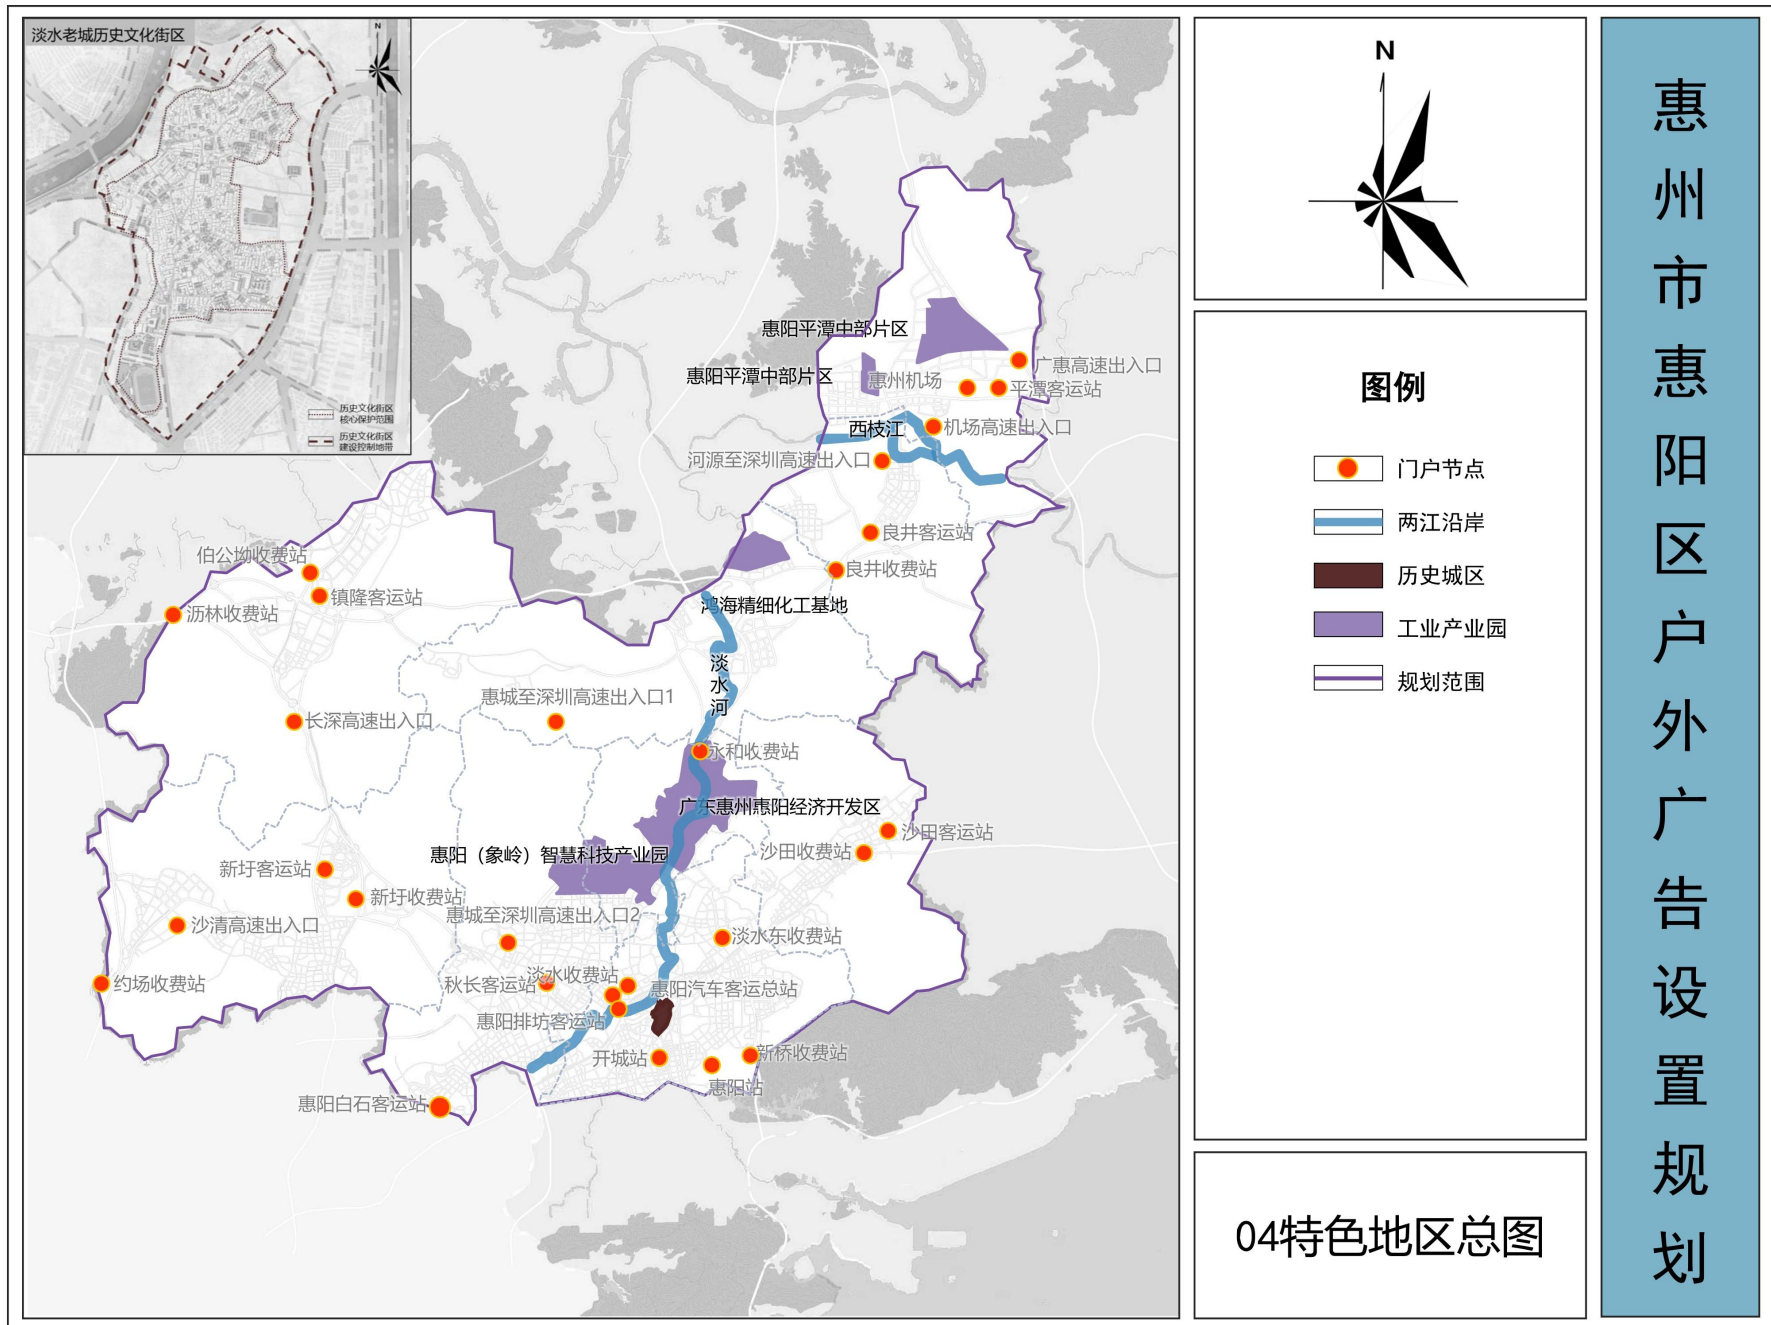 淡水老城历史文化街区
N
历史文化街区
核心保护范围
历史文化街区
建设控制地带
惠阳平潭中部片区
惠阳平潭中部片区
惠州机场
广惠高速出入口
平潭客运站
西枝江
机场高速出入口
河源至深圳高速出入口
良井客运站
良井收费站
伯公坳收费站
镇隆客运站
沥林收费站
鸿海精细化工基地
淡水河
惠城至深圳高速出入口1
长深高速出入口
永和收费站
广东惠州惠阳经济开发区
沙田客运站
沙田收费站
惠阳（象岭）智慧科技产业园
新圩客运站
新圩收费站
惠城至深圳高速出入口2
沙清高速出入口
淡水东收费站
约场收费站
秋长客运站
淡水收费站
惠阳汽车客运总站
惠阳排坊客运站
开城站
新桥收费站
惠阳站
惠阳白石客运站
N
图例
门户节点
两江沿岸
历史城区
工业产业园
规划范围
04特色地区总图
惠州市惠阳区户外广告设置规划